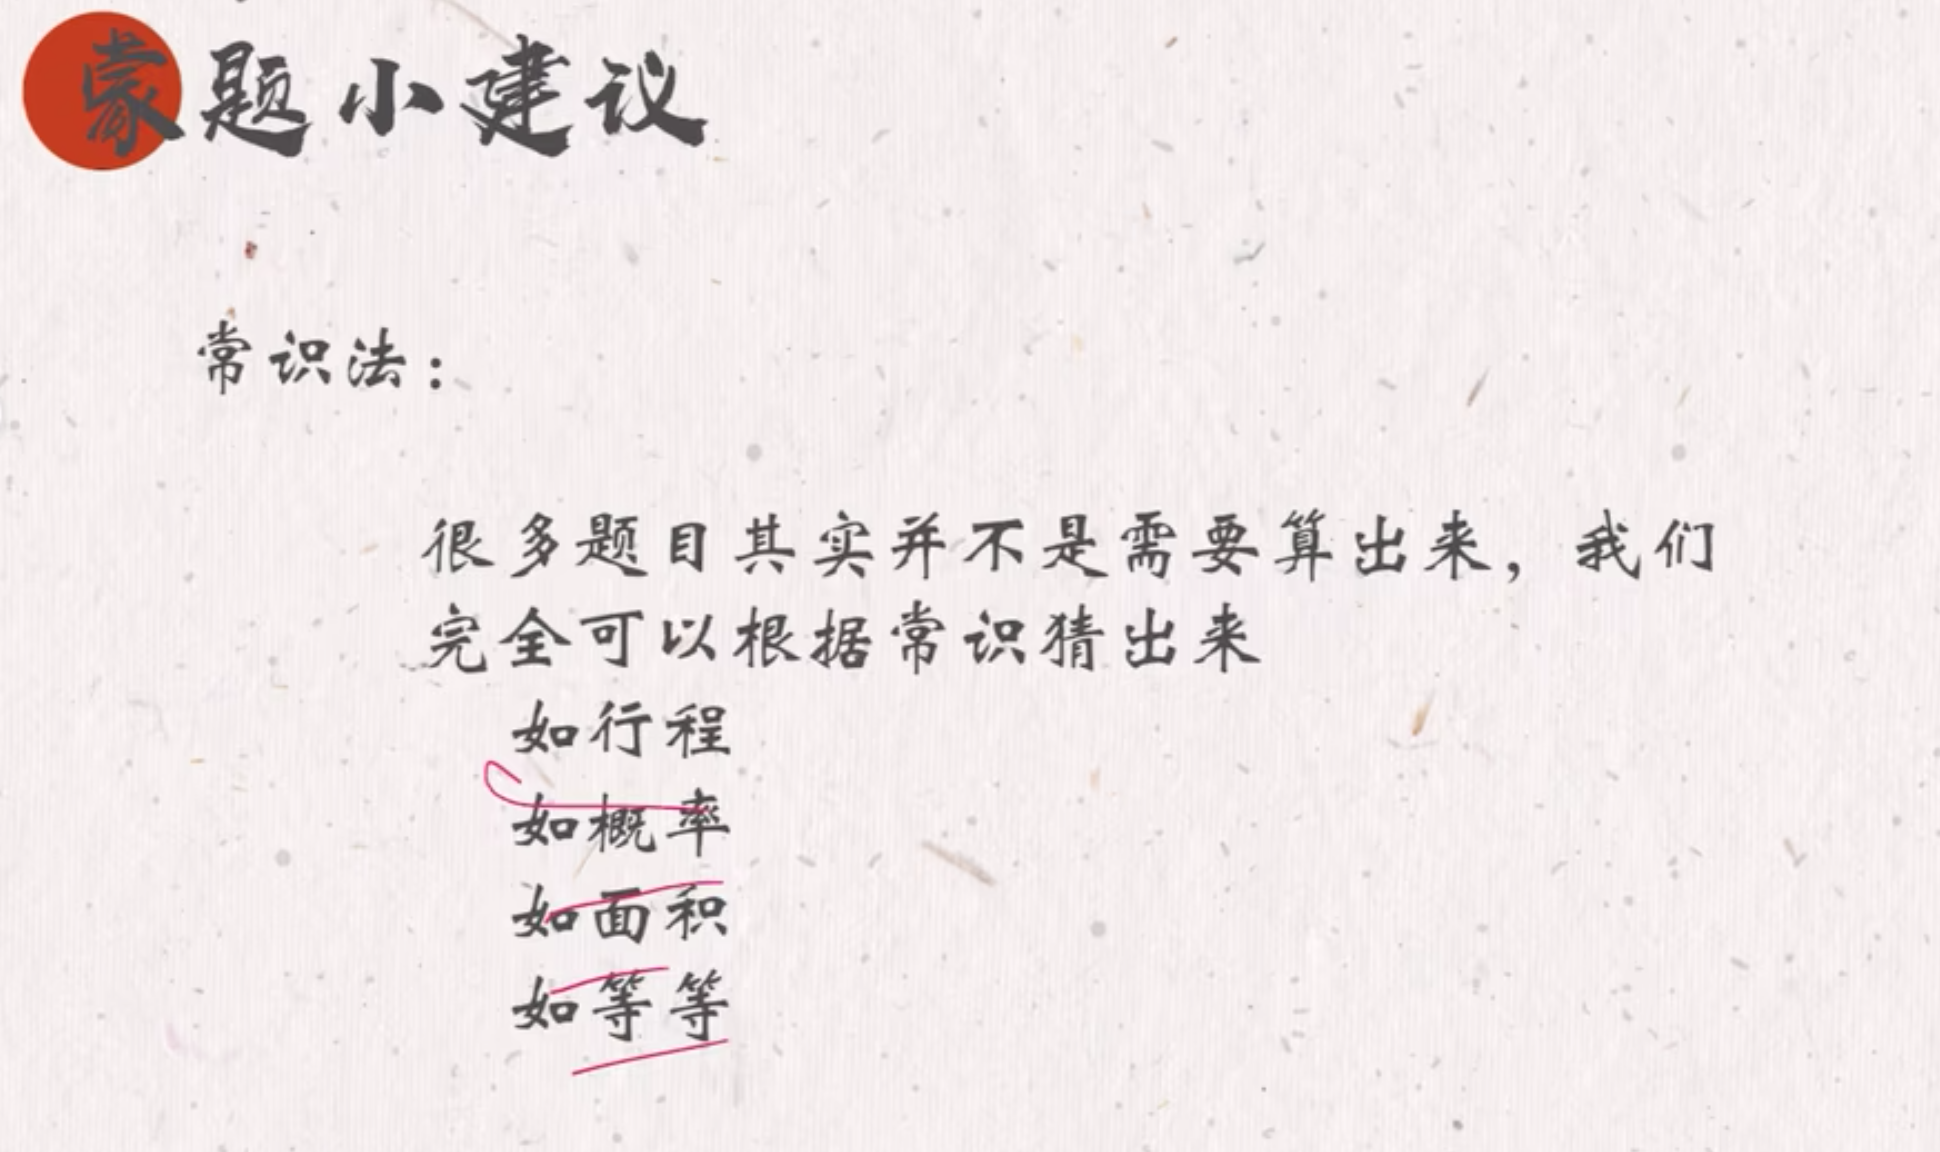 蒙题小建议
常识法：
很多题目其实并不是需要算出来，我们
完全可以根据常识猜出来
如行程
如概率
如面积
如等等